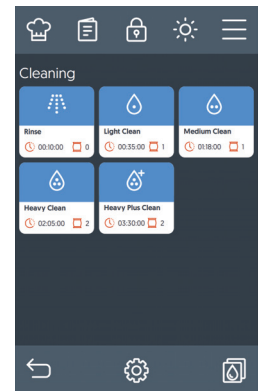 Cleaning
Rinse
00:10:00 0
Light Clean
00:35:00 1
Medium Clean
01:18:00 1
Heavy Clean
02:05:00 2
Heavy Plus Clean
03:30:00 2